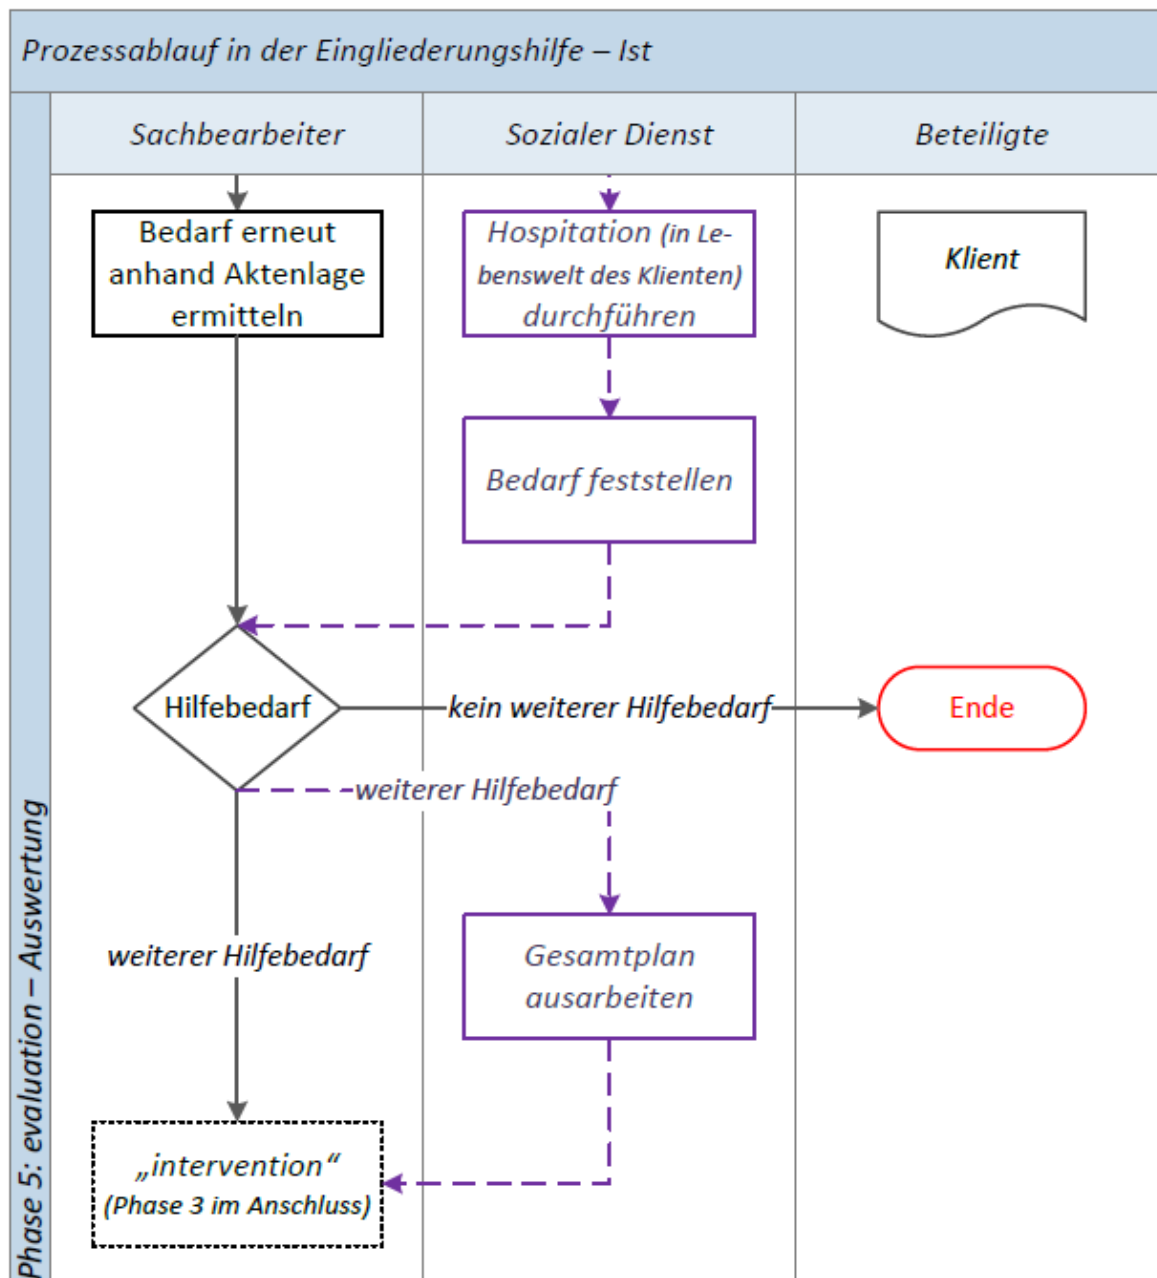 Prozessablauf in der Eingliederungshilfe – Ist
Sachbearbeiter
Sozialer Dienst
Beteiligte
Phase 5: evaluation – Auswertung
Bedarf erneut
anhand Aktenlage
ermitteln
Hospitation (in Le-
benswelt des Klienten)
durchführen
Klient
Bedarf feststellen
Hilfebedarf
kein weiterer Hilfebedarf
Ende
weiterer Hilfebedarf
weiterer Hilfebedarf
Gesamtplan
ausarbeiten
„intervention“
(Phase 3 im Anschluss)